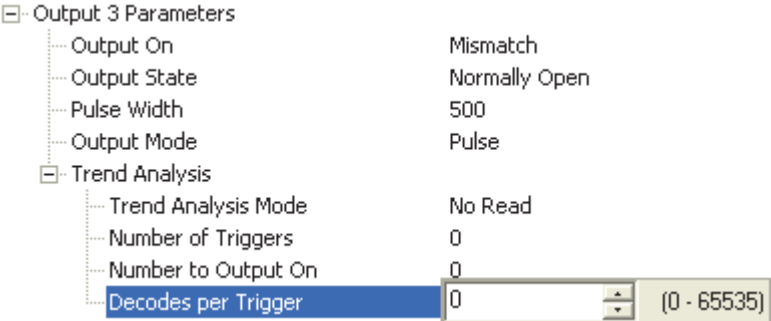 Output 3 Parameters
Output On Mismatch
Output State Normally Open
Pulse Width 500
Output Mode Pulse
Trend Analysis
Trend Analysis Mode No Read
Number of Triggers 0
Number to Output On 0
Decodes per Trigger 0 (0 - 65535)